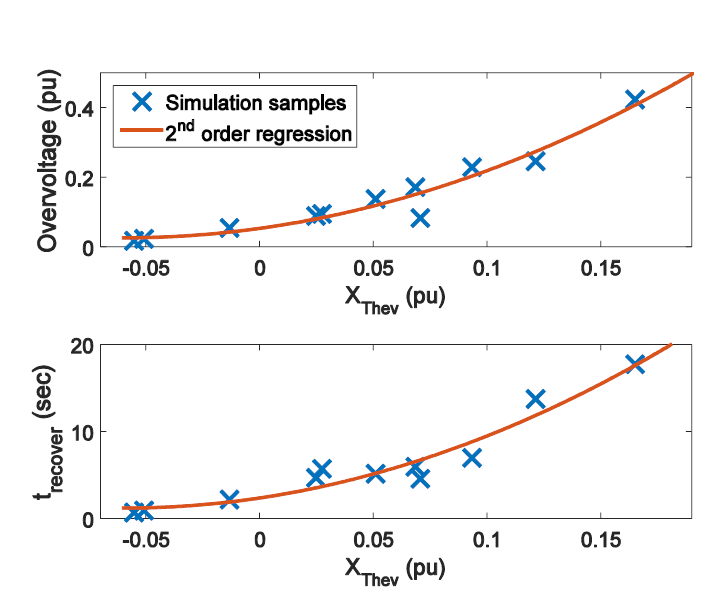 Overvoltage (pu)
0.4
0.2
0
Simulation samples
2nd order regression
-0.05 0 0.05 0.1 0.15
XThev (pu)
trecover (sec)
20
10
0
-0.05 0 0.05 0.1 0.15
XThev (pu)